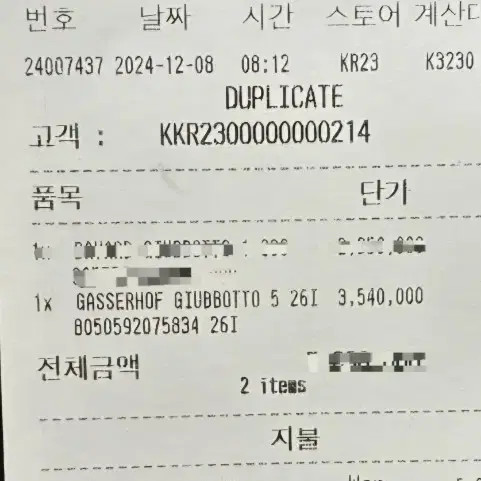 번호 날짜 시간 스토어 계산대
24007437 2024-12-08 08:12 KR23 K3230
DUPLICATE
고객 : KKR2300000000214
품목 단가
1x GIUBBOTTO
1x GASSERHOF GIUBBOTTO 5 26I 3,540,000
8050592075834 26I
전체금액
2 items
지불